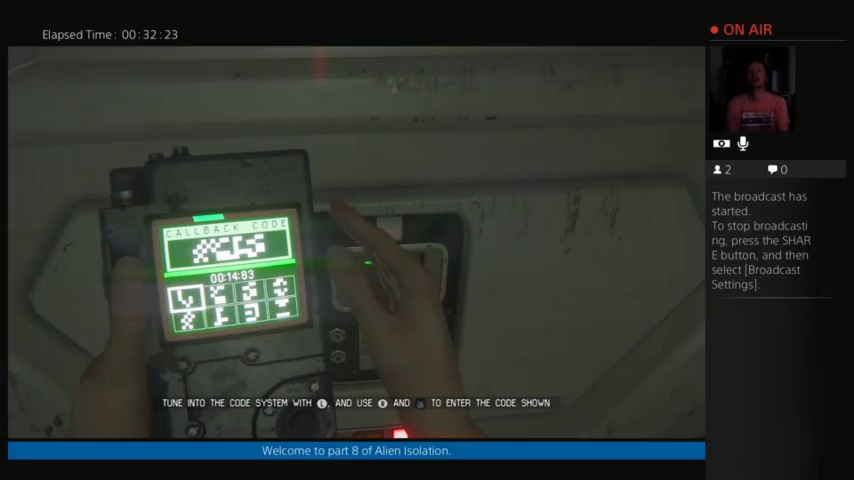 Elapsed Time: 00:32:23
ON AIR
2
0
The broadcast has
started.
To stop broadcasti
ng, press the SHAR
E button, and then
select [Broadcast
Settings].
CALLBACK CODE
00:14:83
TUNE INTO THE CODE SYSTEM WITH L, AND USE R AND X TO ENTER THE CODE SHOWN
Welcome to part 8 of Alien Isolation.